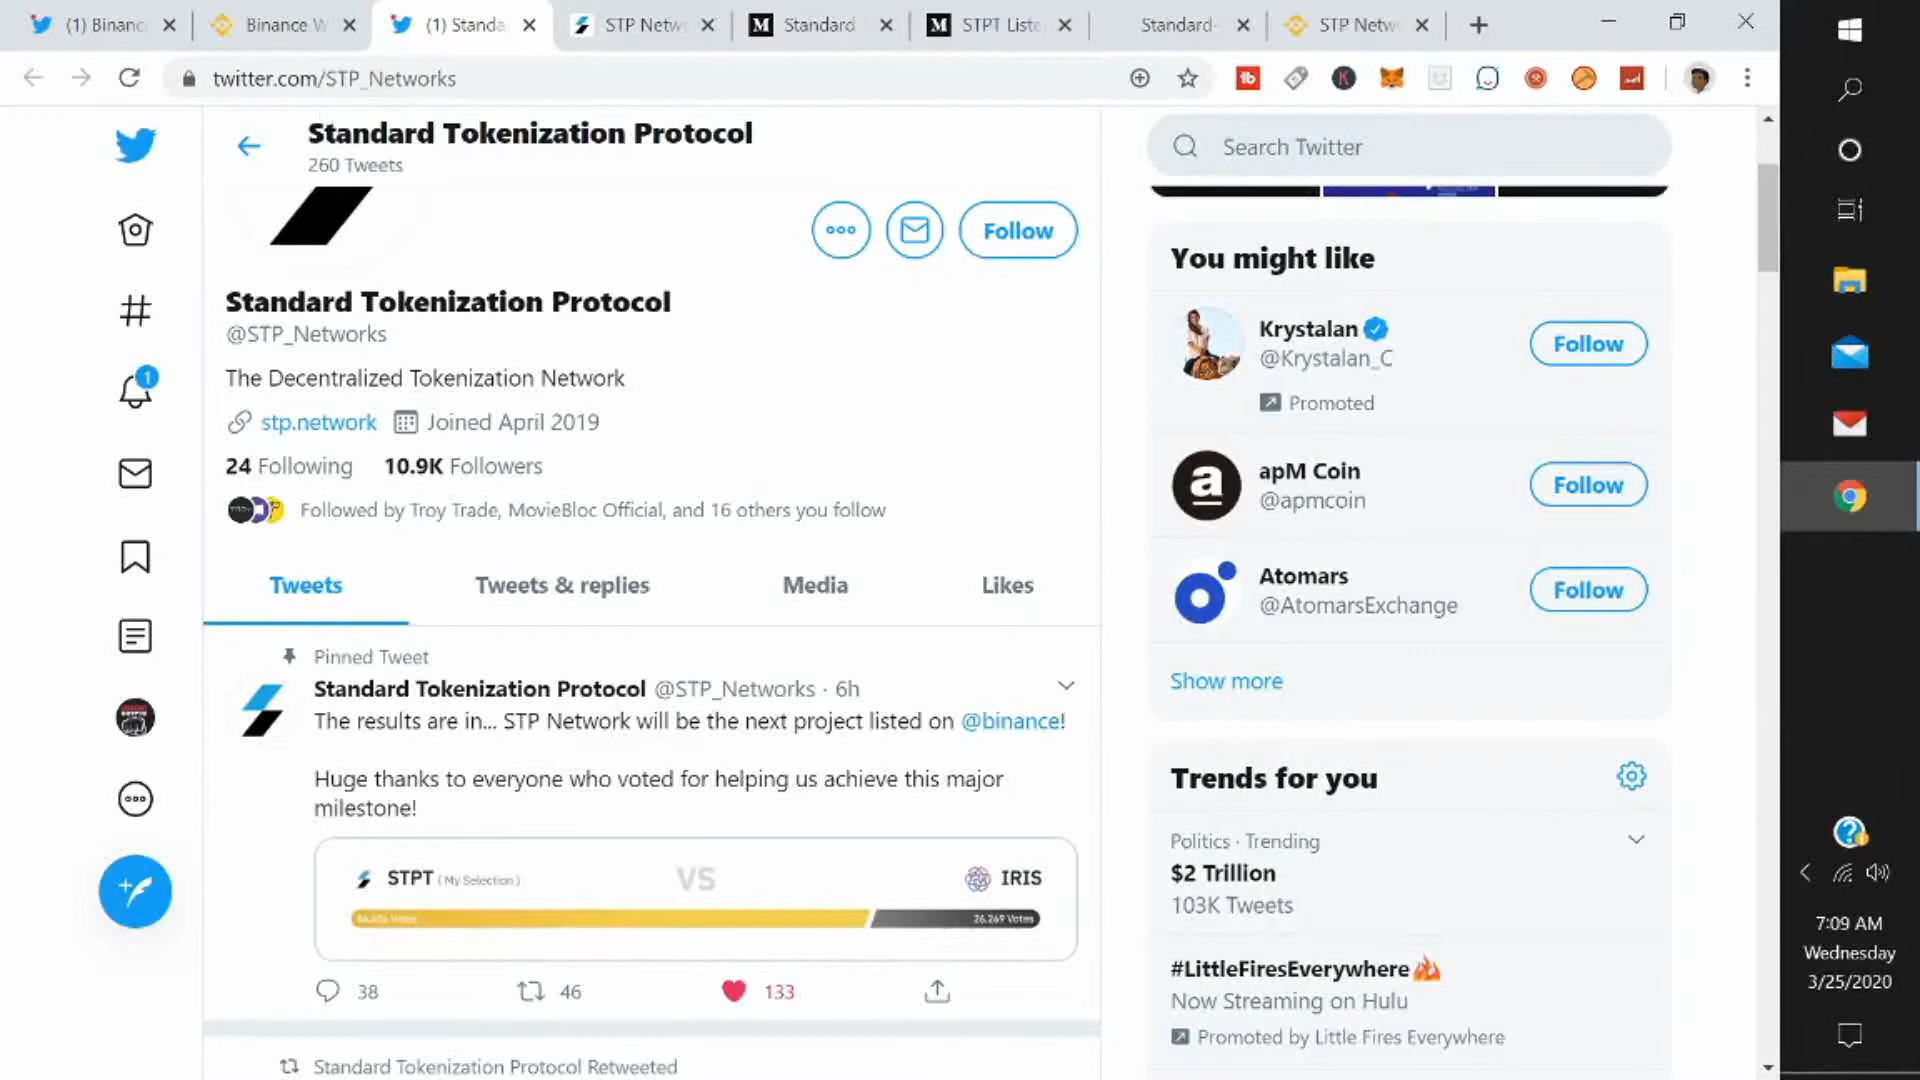 (1) Binanc
Binance W
(1) Standa
STP Netw
Standard
STPT Liste
Standard-
STP Netw
twitter.com/STP_Networks
Standard Tokenization Protocol
260 Tweets
Follow
Standard Tokenization Protocol
@STP_Networks
The Decentralized Tokenization Network
stp.network Joined April 2019
24 Following 10.9K Followers
Followed by Troy Trade, MovieBloc Official, and 16 others you follow
Tweets Tweets & replies Media Likes
Pinned Tweet
Standard Tokenization Protocol @STP_Networks · 6h
The results are in... STP Network will be the next project listed on @binance!
Huge thanks to everyone who voted for helping us achieve this major
milestone!
STPT ( My Selection ) VS IRIS
26,269 Votes
38 46 133
Standard Tokenization Protocol Retweeted
Search Twitter
You might like
Krystalan
@Krystalan_C
Follow
Promoted
apM Coin
@apmcoin
Follow
Atomars
@AtomarsExchange
Follow
Show more
Trends for you
Politics · Trending
$2 Trillion
103K Tweets
#LittleFiresEverywhere
Now Streaming on Hulu
Promoted by Little Fires Everywhere
7:09 AM
Wednesday
3/25/2020